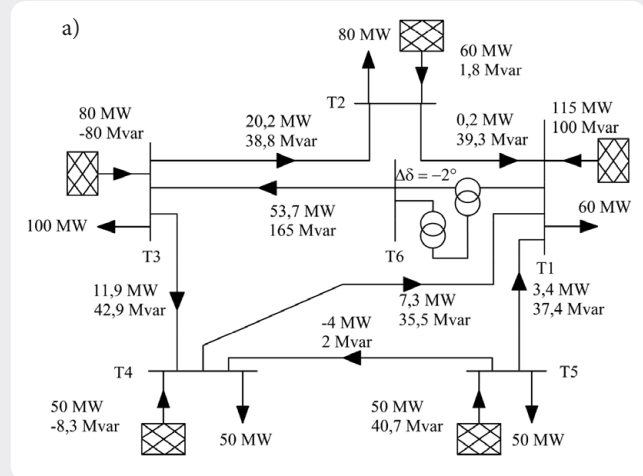 a)
80 MW
60 MW
1,8 Mvar
T2
80 MW
-80 Mvar
20,2 MW
38,8 Mvar
0,2 MW
39,3 Mvar
115 MW
100 Mvar
Δδ = −2°
53,7 MW
165 Mvar
60 MW
100 MW
T3
T6
T1
11,9 MW
42,9 Mvar
7,3 MW
35,5 Mvar
3,4 MW
37,4 Mvar
-4 MW
2 Mvar
T4
T5
50 MW
-8,3 Mvar
50 MW
50 MW
40,7 Mvar
50 MW